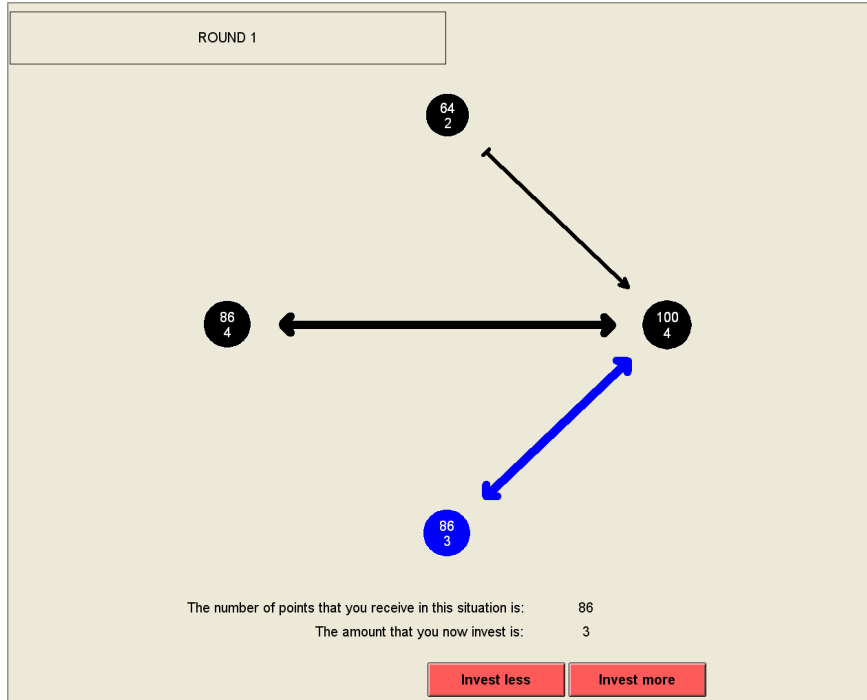 ROUND 1
64
2
86
4
100
4
86
3
The number of points that you receive in this situation is: 86
The amount that you now invest is: 3
Invest less Invest more